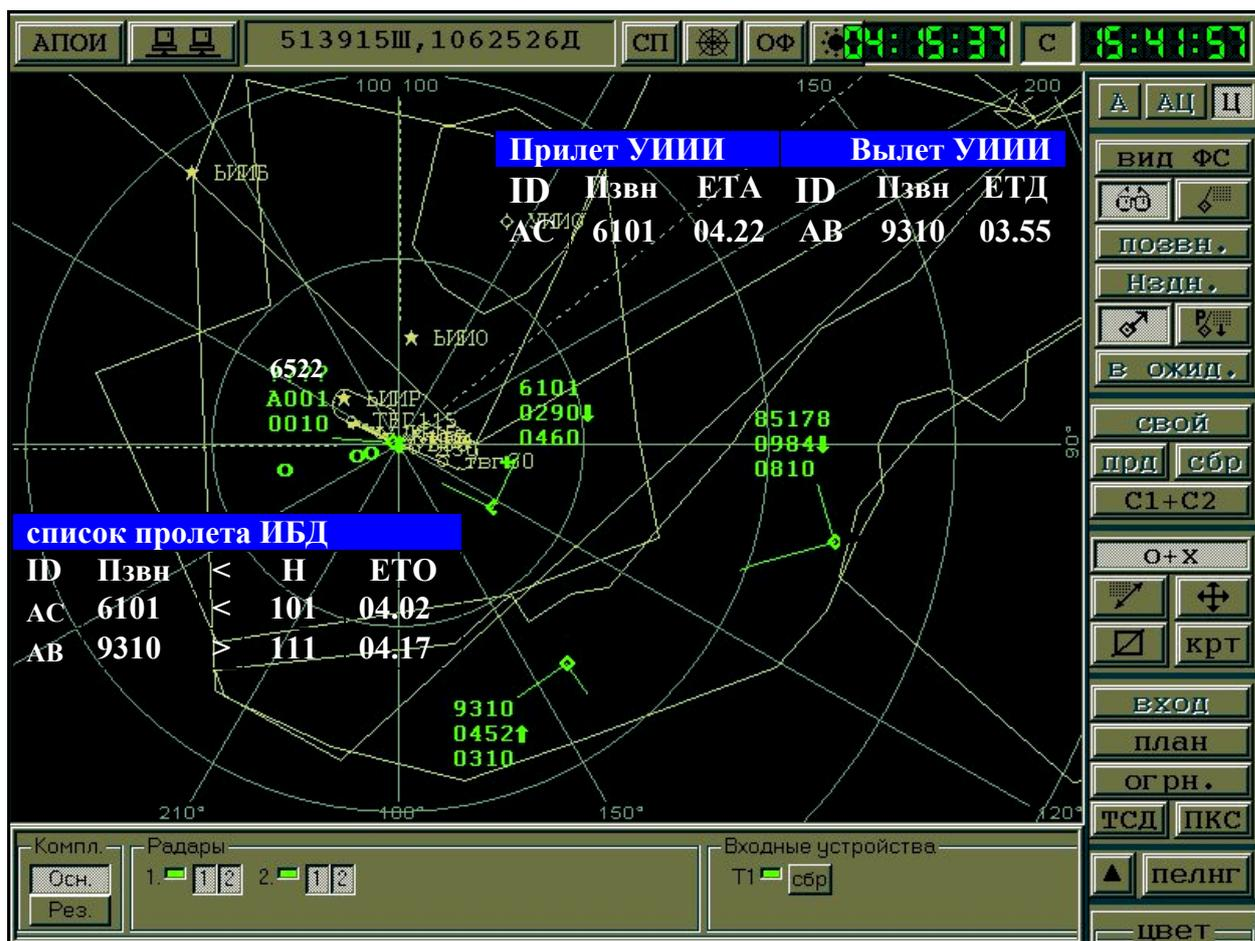 АПОИ 513915Ш,1062526Д СП ОФ 04:15:37 С 15:41:57
100 100 150 200
А АЦ Ц
вид ФС
позвн.
Нздн.
Р
в ожид.
свой
прд сбр
С1+С2
о+х
крт
вход
план
огрн.
ТСД ПКС
▲ пелнг
цвет
Прилет УИИИ Вылет УИИИ
ID Пзвн ЕТА ID Пзвн ЕТД
АС 6101 04.22 АВ 9310 03.55
ЬИИБ
ЬИИО
6522
А001
0010
ЬИИР
6101
0290↓
0460
85178
0984↓
0810
90°
список пролета ИБД
ID Пзвн < Н ЕТО
АС 6101 < 101 04.02
АВ 9310 > 111 04.17
9310
0452↑
0310
210° 150° 120°
Компл.
Осн.
Рез.
Радары
1. 1 2 2. 1 2
Входные устройства
Т1 сбр